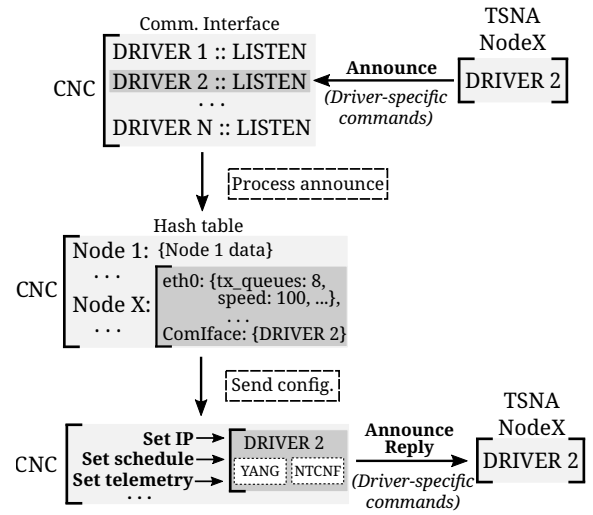 Comm. Interface
TSNA
NodeX
CNC
DRIVER 1 :: LISTEN
DRIVER 2 :: LISTEN
...
DRIVER N :: LISTEN
Announce
(Driver-specific
commands)
DRIVER 2
Process announce
Hash table
CNC
Node 1: {Node 1 data}
...
Node X:
...
eth0: {tx_queues: 8,
speed: 100, ...},
...
ComIface: {DRIVER 2}
Send config.
CNC
Set IP
Set schedule
Set telemetry
...
DRIVER 2
YANG
NTCNF
Announce
Reply
(Driver-specific
commands)
TSNA
NodeX
DRIVER 2